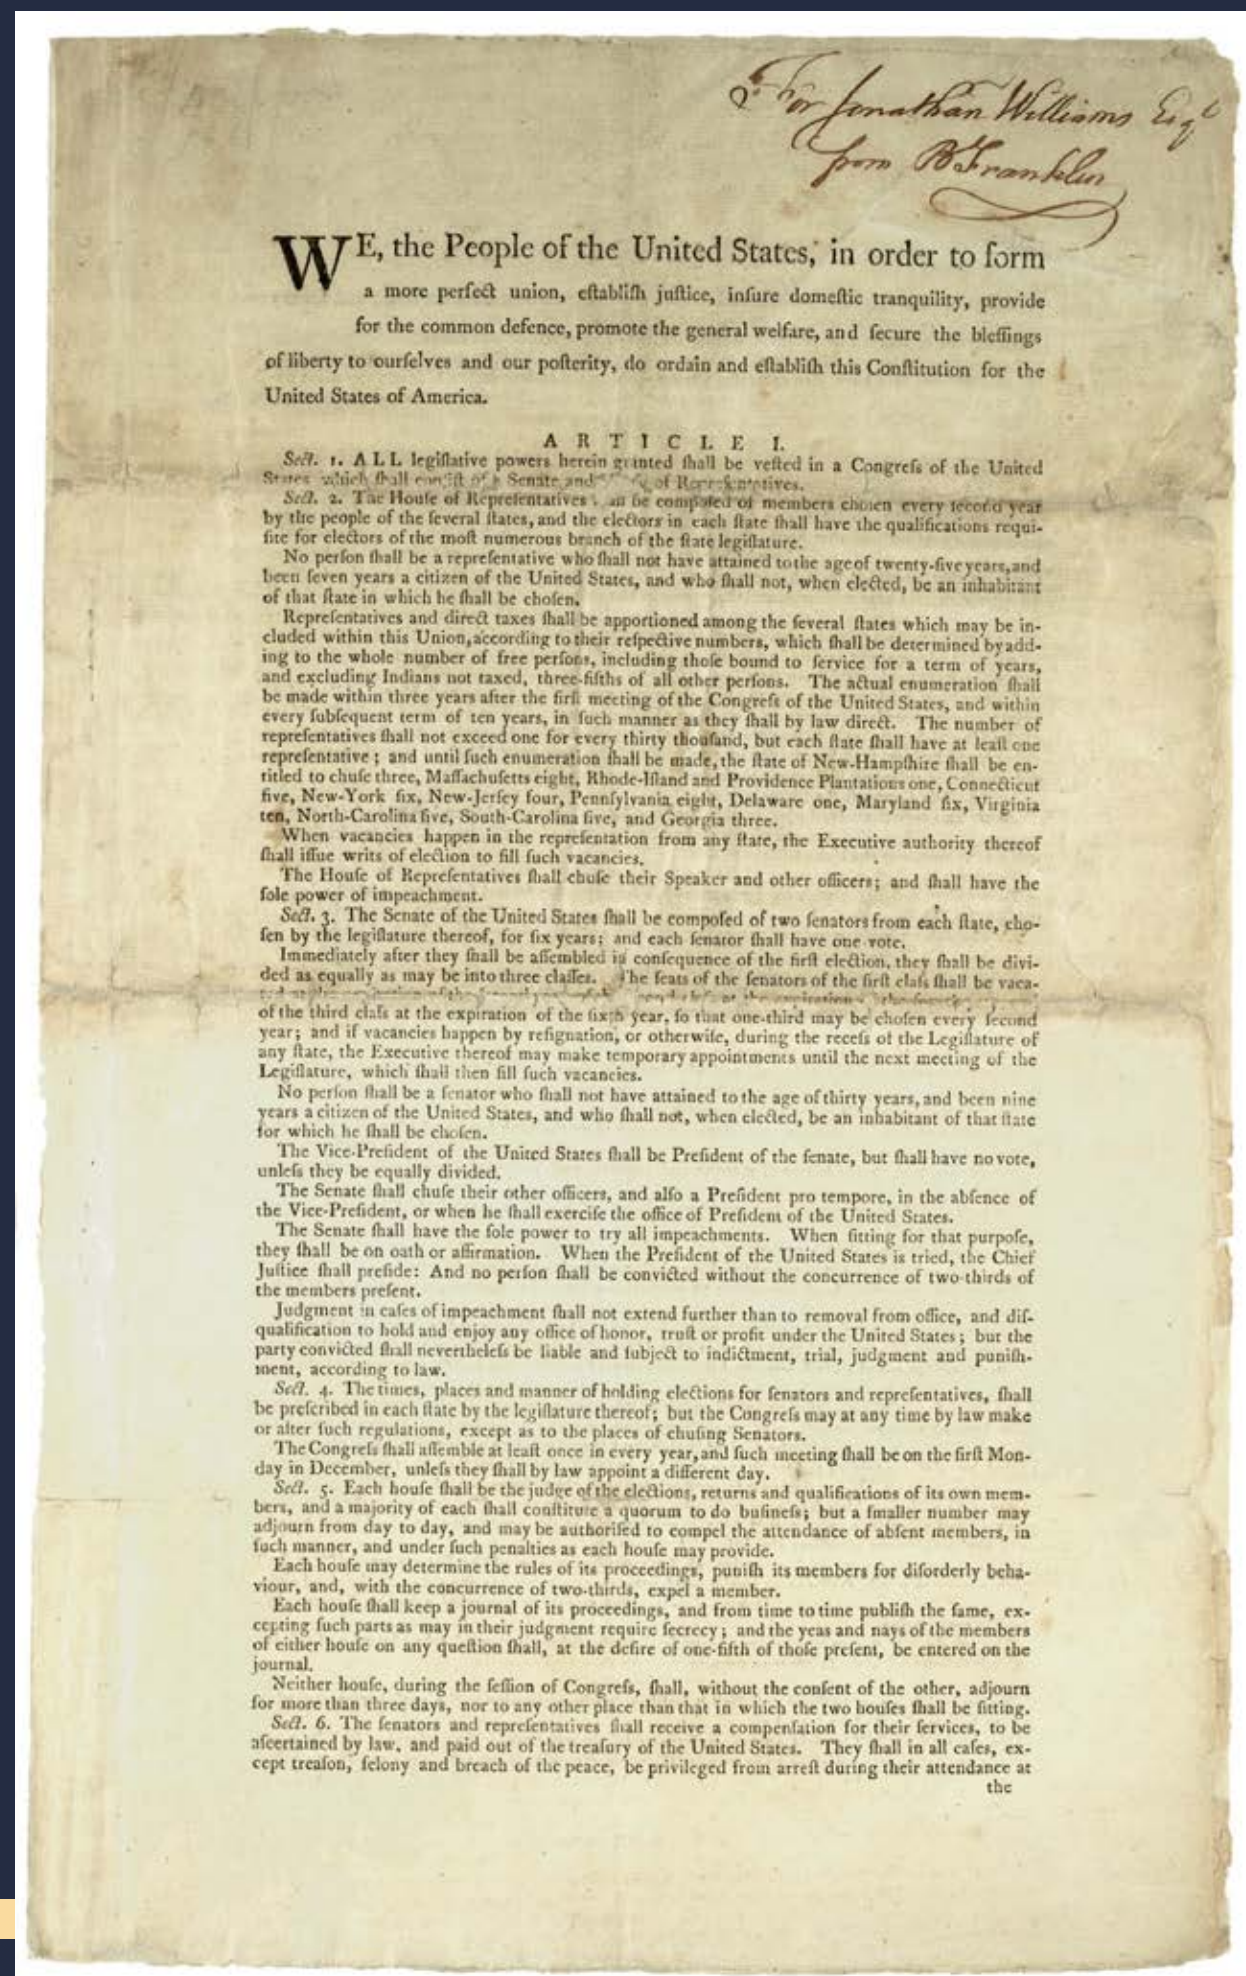 For Jonathan Williams Esqr
from B Franklin
WE, the People of the United States, in order to form
a more perfect union, eſtabliſh juſtice, inſure domeſtic tranquility, provide
for the common defence, promote the general welfare, and ſecure the bleſſings
of liberty to ourſelves and our poſterity, do ordain and eſtabliſh this Conſtitution for the
United States of America.
ARTICLE I.
Sect. 1. ALL legiſlative powers herein granted ſhall be veſted in a Congreſs of the United
States which ſhall conſiſt of a Senate and of Repreſentatives.
Sect. 2. The Houſe of Repreſentatives be compoſed of members choſen every ſecond year
by the people of the ſeveral ſtates, and the electors in each ſtate ſhall have the qualifications requi-
ſite for electors of the moſt numerous branch of the ſtate legiſlature.
No perſon ſhall be a repreſentative who ſhall not have attained to the age of twenty-five years, and
been ſeven years a citizen of the United States, and who ſhall not, when elected, be an inhabitant
of that ſtate in which he ſhall be choſen.
Repreſentatives and direct taxes ſhall be apportioned among the ſeveral ſtates which may be in-
cluded within this Union, according to their reſpective numbers, which ſhall be determined by add-
ing to the whole number of free perſons, including thoſe bound to ſervice for a term of years,
and excluding Indians not taxed, three-fifths of all other perſons. The actual enumeration ſhall
be made within three years after the firſt meeting of the Congreſs of the United States, and within
every ſubſequent term of ten years, in ſuch manner as they ſhall by law direct. The number of
repreſentatives ſhall not exceed one for every thirty thouſand, but each ſtate ſhall have at leaſt one
repreſentative; and until ſuch enumeration ſhall be made, the ſtate of New-Hampſhire ſhall be en-
titled to chuſe three, Maſſachuſetts eight, Rhode-Iſland and Providence Plantations one, Connecticut
five, New-York ſix, New-Jerſey four, Pennſylvania eight, Delaware one, Maryland ſix, Virginia
ten, North-Carolina five, South-Carolina five, and Georgia three.
When vacancies happen in the repreſentation from any ſtate, the Executive authority thereof
ſhall iſſue writs of election to fill ſuch vacancies.
The Houſe of Repreſentatives ſhall chuſe their Speaker and other officers; and ſhall have the
ſole power of impeachment.
Sect. 3. The Senate of the United States ſhall be compoſed of two ſenators from each ſtate, cho-
ſen by the legiſlature thereof, for ſix years; and each ſenator ſhall have one vote.
Immediately after they ſhall be aſſembled in conſequence of the firſt election, they ſhall be divi-
ded as equally as may be into three claſſes. The ſeats of the ſenators of the firſt claſs ſhall be vaca-
of the third claſs at the expiration of the ſixth year, ſo that one-third may be choſen every ſecond
year; and if vacancies happen by reſignation, or otherwiſe, during the receſs of the Legiſlature of
any ſtate, the Executive thereof may make temporary appointments until the next meeting of the
Legiſlature, which ſhall then fill ſuch vacancies.
No perſon ſhall be a ſenator who ſhall not have attained to the age of thirty years, and been nine
years a citizen of the United States, and who ſhall not, when elected, be an inhabitant of that ſtate
for which he ſhall be choſen.
The Vice-Preſident of the United States ſhall be Preſident of the ſenate, but ſhall have no vote,
unleſs they be equally divided.
The Senate ſhall chuſe their other officers, and alſo a Preſident pro tempore, in the abſence of
the Vice-Preſident, or when he ſhall exerciſe the office of Preſident of the United States.
The Senate ſhall have the ſole power to try all impeachments. When ſitting for that purpoſe,
they ſhall be on oath or affirmation. When the Preſident of the United States is tried, the Chief
Juſtice ſhall preſide: And no perſon ſhall be convicted without the concurrence of two-thirds of
the members preſent.
Judgment in caſes of impeachment ſhall not extend further than to removal from office, and diſ-
qualification to hold and enjoy any office of honor, truſt or profit under the United States; but the
party convicted ſhall nevertheleſs be liable and ſubject to indictment, trial, judgment and puniſh-
ment, according to law.
Sect. 4. The times, places and manner of holding elections for ſenators and repreſentatives, ſhall
be preſcribed in each ſtate by the legiſlature thereof; but the Congreſs may at any time by law make
or alter ſuch regulations, except as to the places of chuſing Senators.
The Congreſs ſhall aſſemble at leaſt once in every year, and ſuch meeting ſhall be on the firſt Mon-
day in December, unleſs they ſhall by law appoint a different day.
Sect. 5. Each houſe ſhall be the judge of the elections, returns and qualifications of its own mem-
bers, and a majority of each ſhall conſtitute a quorum to do buſineſs; but a ſmaller number may
adjourn from day to day, and may be authoriſed to compel the attendance of abſent members, in
ſuch manner, and under ſuch penalties as each houſe may provide.
Each houſe may determine the rules of its proceedings, puniſh its members for diſorderly beha-
viour, and, with the concurrence of two-thirds, expel a member.
Each houſe ſhall keep a journal of its proceedings, and from time to time publiſh the ſame, ex-
cepting ſuch parts as may in their judgment require ſecrecy; and the yeas and nays of the members
of either houſe on any queſtion ſhall, at the deſire of one-fifth of thoſe preſent, be entered on the
journal.
Neither houſe, during the ſeſſion of Congreſs, ſhall, without the conſent of the other, adjourn
for more than three days, nor to any other place than that in which the two houſes ſhall be ſitting.
Sect. 6. The ſenators and repreſentatives ſhall receive a compenſation for their ſervices, to be
aſcertained by law, and paid out of the treaſury of the United States. They ſhall in all caſes, ex-
cept treaſon, felony and breach of the peace, be privileged from arreſt during their attendance at
the